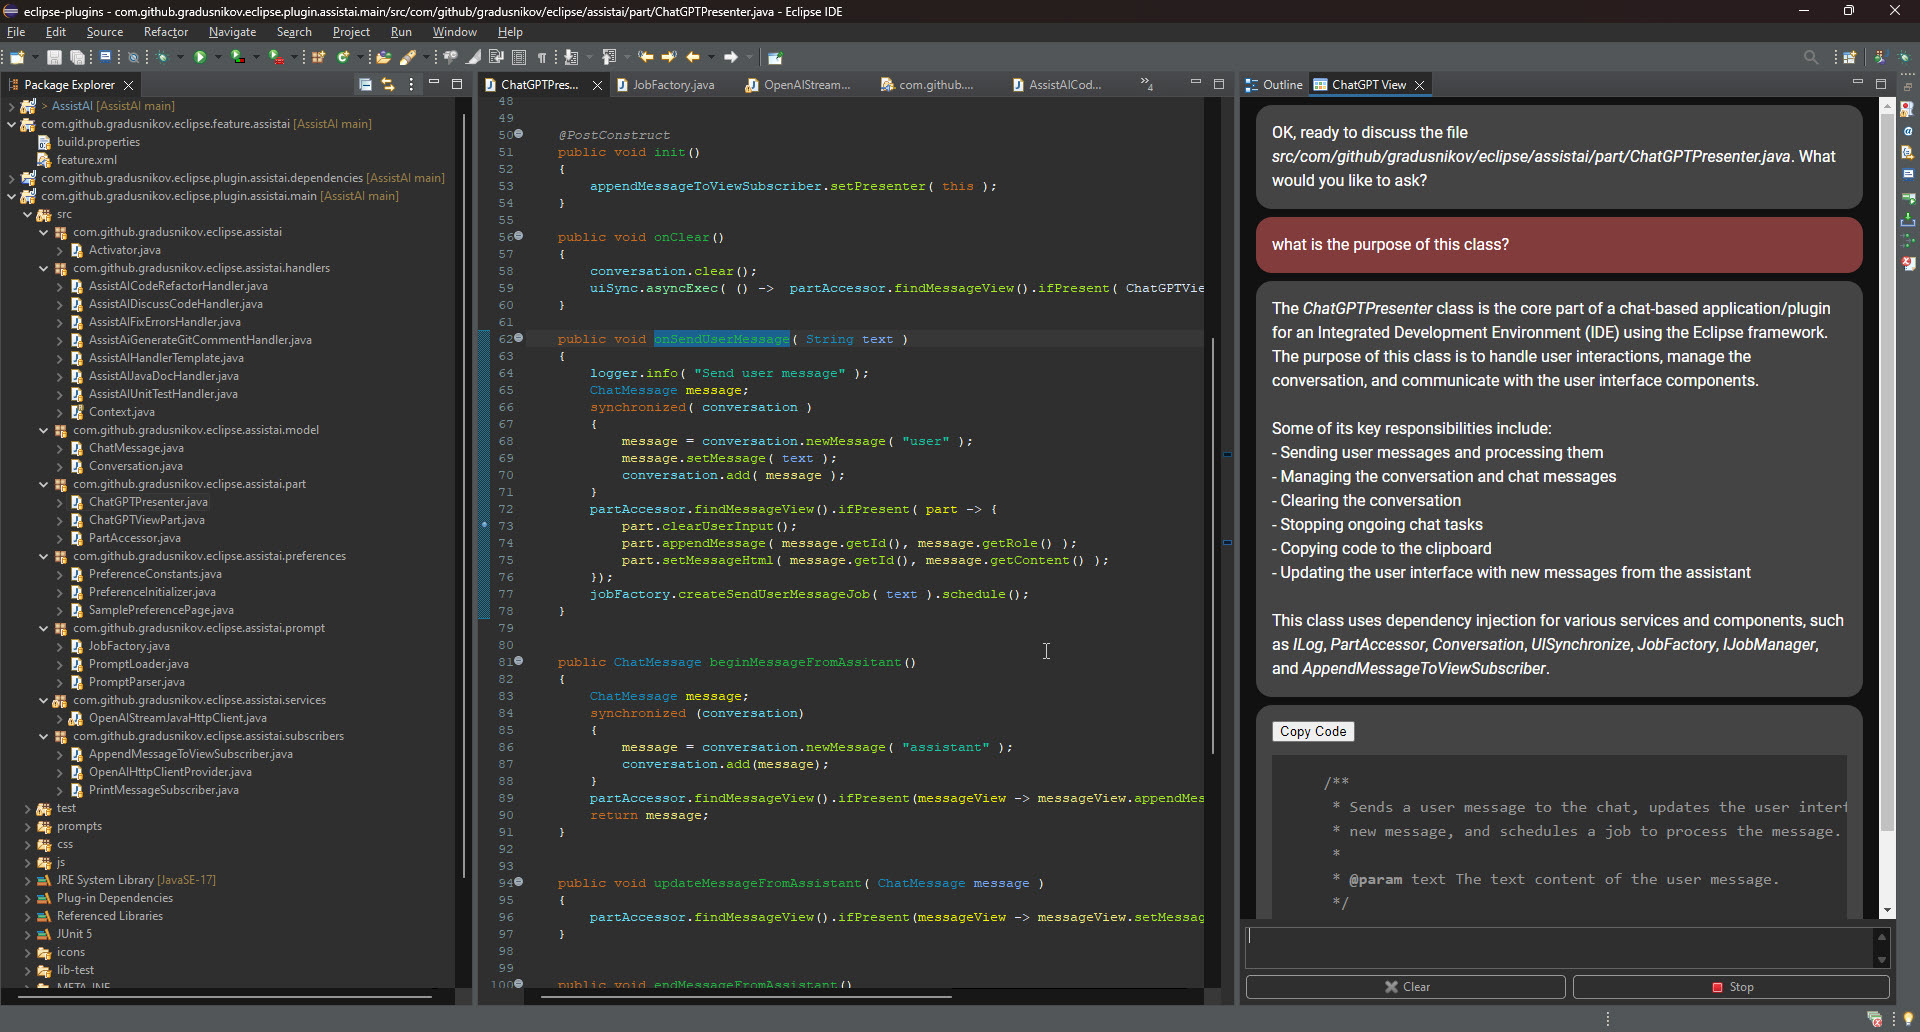 eclipse-plugins - com.github.gradusnikov.eclipse.plugin.assistai.main/src/com/github/gradusnikov/eclipse/assistai/part/ChatGPTPresenter.java - Eclipse IDE
File Edit Source Refactor Navigate Search Project Run Window Help
Package Explorer
> AssistAI [AssistAI main]
com.github.gradusnikov.eclipse.feature.assistai [AssistAI main]
build.properties
feature.xml
com.github.gradusnikov.eclipse.plugin.assistai.dependencies [AssistAI main]
com.github.gradusnikov.eclipse.plugin.assistai.main [AssistAI main]
src
com.github.gradusnikov.eclipse.assistai
Activator.java
com.github.gradusnikov.eclipse.assistai.handlers
AssistAICodeRefactorHandler.java
AssistAIDiscussCodeHandler.java
AssistAIFixErrorsHandler.java
AssistAiGenerateGitCommentHandler.java
AssistAIHandlerTemplate.java
AssistAIJavaDocHandler.java
AssistAIUnitTestHandler.java
Context.java
com.github.gradusnikov.eclipse.assistai.model
ChatMessage.java
Conversation.java
com.github.gradusnikov.eclipse.assistai.part
ChatGPTPresenter.java
ChatGPTViewPart.java
PartAccessor.java
com.github.gradusnikov.eclipse.assistai.preferences
PreferenceConstants.java
PreferenceInitializer.java
SamplePreferencePage.java
com.github.gradusnikov.eclipse.assistai.prompt
JobFactory.java
PromptLoader.java
PromptParser.java
com.github.gradusnikov.eclipse.assistai.services
OpenAIStreamJavaHttpClient.java
com.github.gradusnikov.eclipse.assistai.subscribers
AppendMessageToViewSubscriber.java
OpenAIHttpClientProvider.java
PrintMessageSubscriber.java
test
prompts
css
js
JRE System Library [JavaSE-17]
Plug-in Dependencies
Referenced Libraries
JUnit 5
icons
lib-test
META-INF
ChatGPTPres... JobFactory.java OpenAIStream... com.github.... AssistAICod... »4
48
49
50 @PostConstruct
51 public void init()
52 {
53 appendMessageToViewSubscriber.setPresenter( this );
54 }
55
56 public void onClear()
57 {
58 conversation.clear();
59 uiSync.asyncExec( () -> partAccessor.findMessageView().ifPresent( ChatGPTVie
60 }
61
62 public void onSendUserMessage( String text )
63 {
64 logger.info( "Send user message" );
65 ChatMessage message;
66 synchronized( conversation )
67 {
68 message = conversation.newMessage( "user" );
69 message.setMessage( text );
70 conversation.add( message );
71 }
72 partAccessor.findMessageView().ifPresent( part -> {
73 part.clearUserInput();
74 part.appendMessage( message.getId(), message.getRole() );
75 part.setMessageHtml( message.getId(), message.getContent() );
76 });
77 jobFactory.createSendUserMessageJob( text ).schedule();
78 }
79
80
81 public ChatMessage beginMessageFromAssitant()
82 {
83 ChatMessage message;
84 synchronized (conversation)
85 {
86 message = conversation.newMessage( "assistant" );
87 conversation.add(message);
88 }
89 partAccessor.findMessageView().ifPresent(messageView -> messageView.appendMes
90 return message;
91 }
92
93
94 public void updateMessageFromAssistant( ChatMessage message )
95 {
96 partAccessor.findMessageView().ifPresent(messageView -> messageView.setMessag
97 }
98
99
100 public void endMessageFromAssistant()
Outline ChatGPT View
OK, ready to discuss the file
src/com/github/gradusnikov/eclipse/assistai/part/ChatGPTPresenter.java. What
would you like to ask?
what is the purpose of this class?
The ChatGPTPresenter class is the core part of a chat-based application/plugin
for an Integrated Development Environment (IDE) using the Eclipse framework.
The purpose of this class is to handle user interactions, manage the
conversation, and communicate with the user interface components.
Some of its key responsibilities include:
- Sending user messages and processing them
- Managing the conversation and chat messages
- Clearing the conversation
- Stopping ongoing chat tasks
- Copying code to the clipboard
- Updating the user interface with new messages from the assistant
This class uses dependency injection for various services and components, such
as ILog, PartAccessor, Conversation, UISynchronize, JobFactory, IJobManager,
and AppendMessageToViewSubscriber.
Copy Code
/**
* Sends a user message to the chat, updates the user interf
* new message, and schedules a job to process the message.
*
* @param text The text content of the user message.
*/
Clear Stop